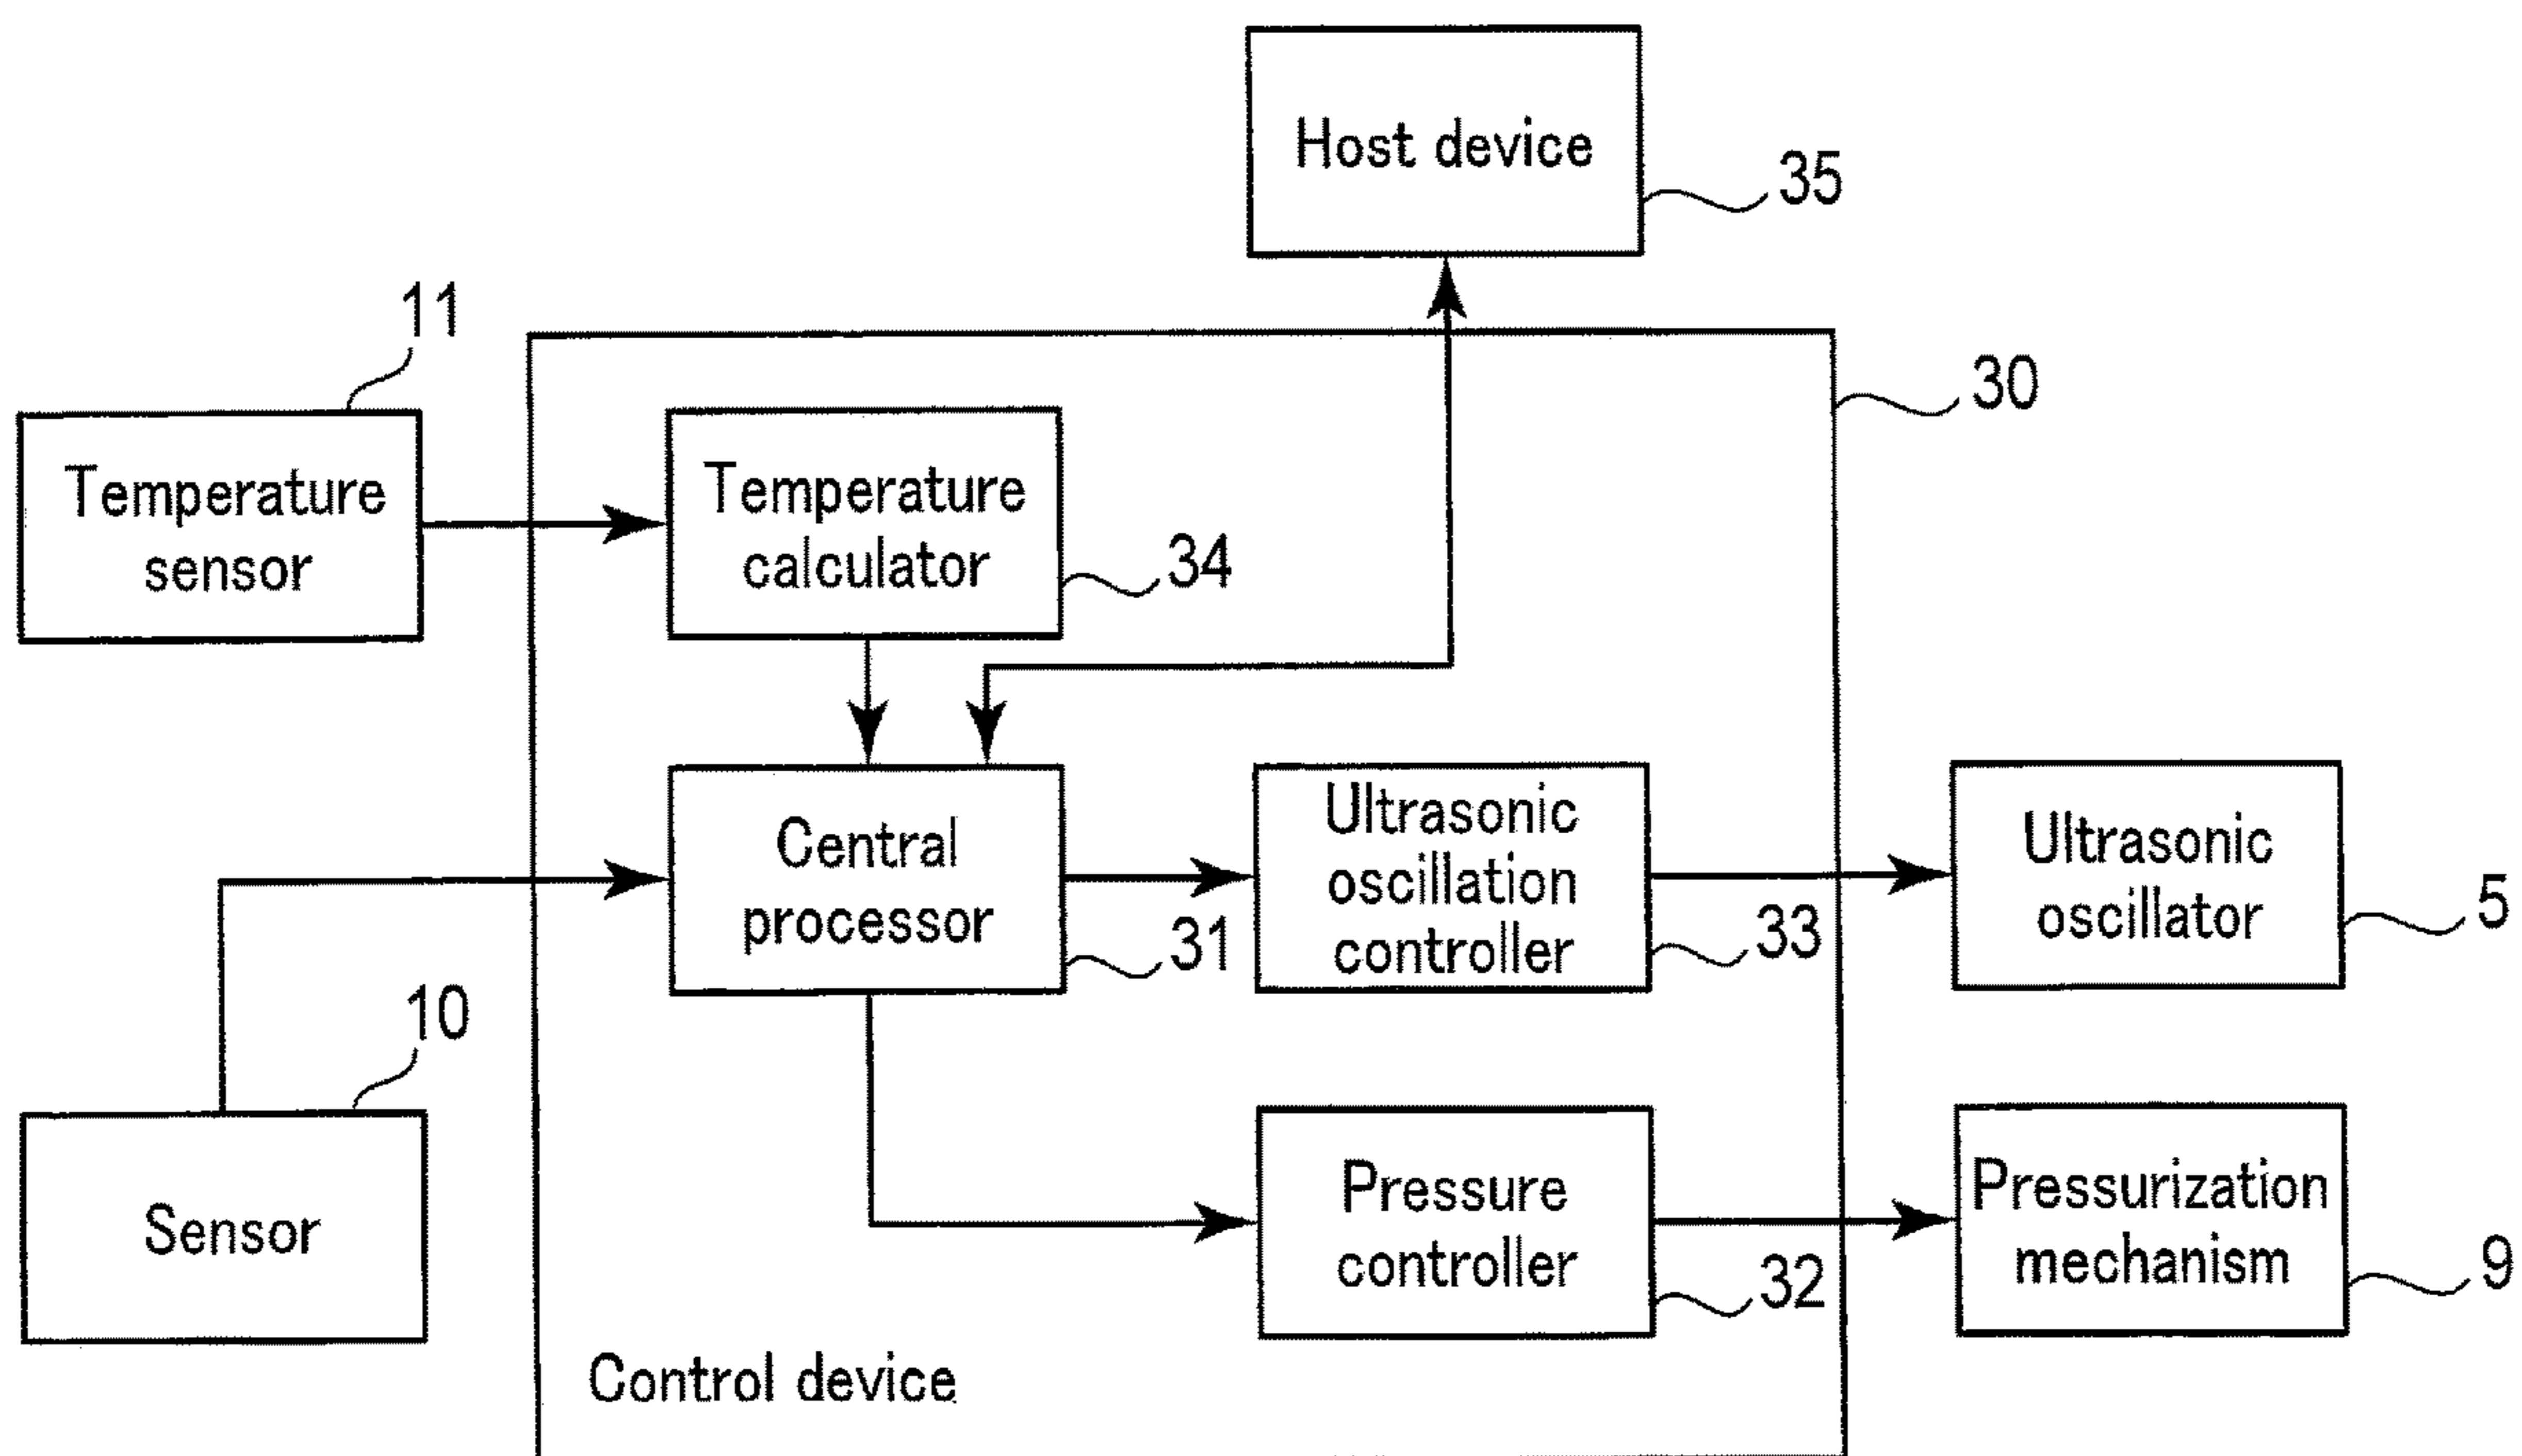 Host device
35
11
30
Temperature
sensor
Temperature
calculator
34
Central
processor
31
Ultrasonic
oscillation
controller
33
Ultrasonic
oscillator
5
10
Sensor
Pressure
controller
32
Pressurization
mechanism
9
Control device